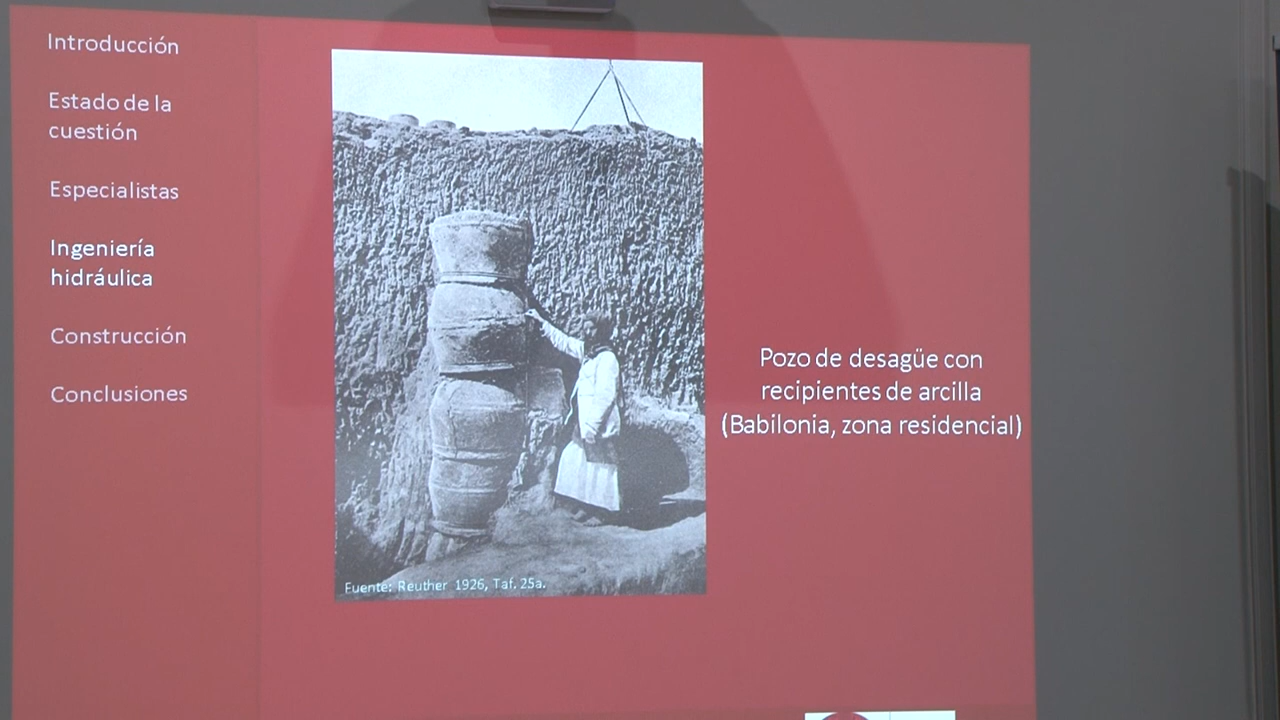 Introducción
Estado de la
cuestión
Especialistas
Ingeniería
hidráulica
Construcción
Conclusiones
Fuente: Reuther 1926, Taf. 25a.
Pozo de desagüe con
recipientes de arcilla
(Babilonia, zona residencial)